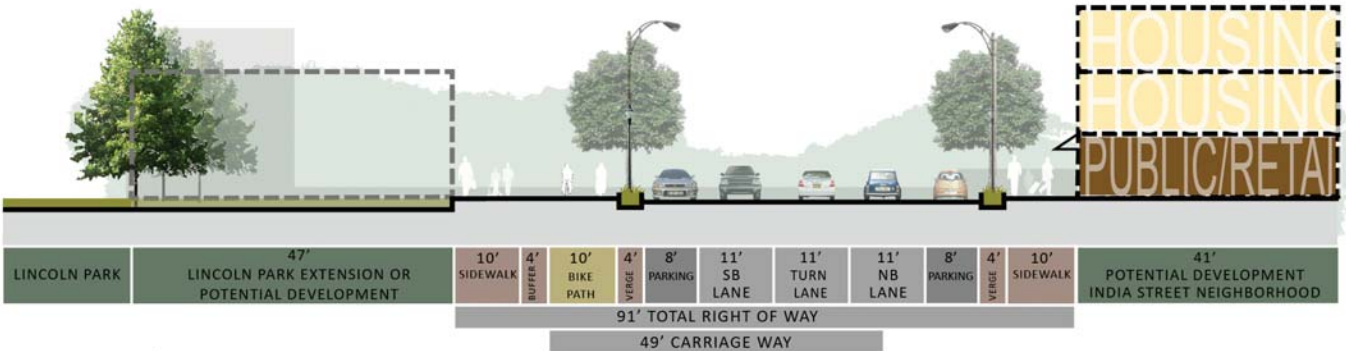 HOUSING
HOUSING
PUBLIC/RETAI
LINCOLN PARK
47'
LINCOLN PARK EXTENSION OR
POTENTIAL DEVELOPMENT
10'
SIDEWALK
4'
BUFFER
10'
BIKE
PATH
4'
VERGE
8'
PARKING
11'
SB
LANE
11'
TURN
LANE
11'
NB
LANE
8'
PARKING
4'
VERGE
10'
SIDEWALK
41'
POTENTIAL DEVELOPMENT
INDIA STREET NEIGHBORHOOD
91' TOTAL RIGHT OF WAY
49' CARRIAGE WAY